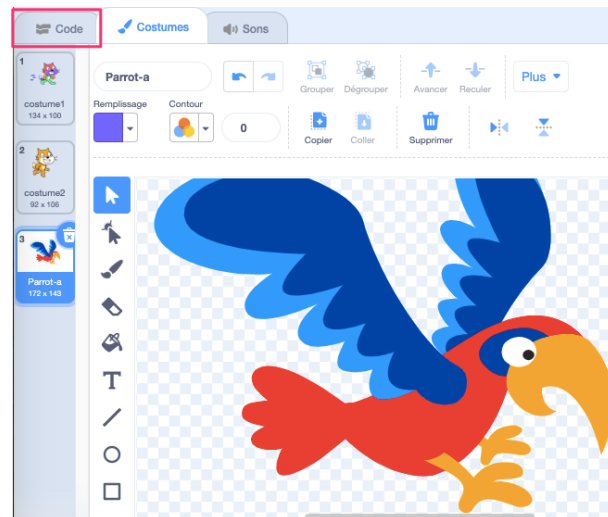 Code
Costumes
Sons
1
costume1
134 x 100
2
costume2
92 x 106
3
Parrot-a
172 x 143
Parrot-a
Grouper
Dégrouper
Avancer
Reculer
Plus
Remplissage
Contour
0
Copier
Coller
Supprimer
T